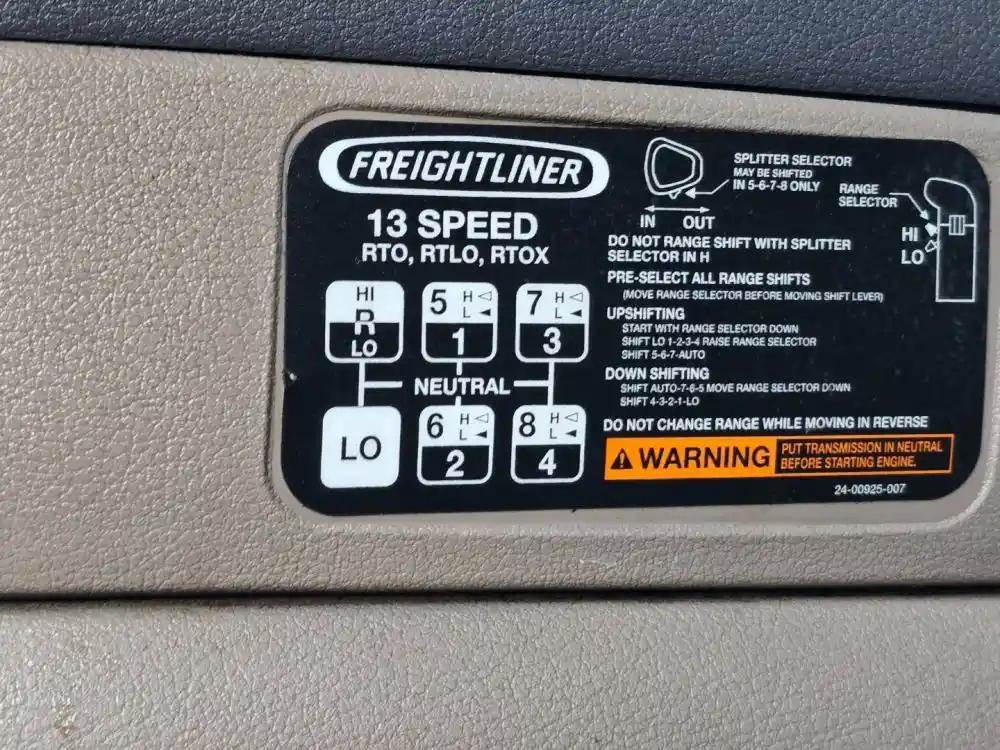 FREIGHTLINER
13 SPEED
RTO, RTLO, RTOX
HI
R
LO
5 H
L
1
7 H
L
3
NEUTRAL
LO
6 H
L
2
8 H
L
4
SPLITTER SELECTOR
MAY BE SHIFTED
IN 5-6-7-8 ONLY
IN OUT
RANGE
SELECTOR
HI
LO
DO NOT RANGE SHIFT WITH SPLITTER
SELECTOR IN H
PRE-SELECT ALL RANGE SHIFTS
(MOVE RANGE SELECTOR BEFORE MOVING SHIFT LEVER)
UPSHIFTING
START WITH RANGE SELECTOR DOWN
SHIFT LO 1-2-3-4 RAISE RANGE SELECTOR
SHIFT 5-6-7-AUTO
DOWN SHIFTING
SHIFT AUTO-7-6-5 MOVE RANGE SELECTOR DOWN
SHIFT 4-3-2-1-LO
DO NOT CHANGE RANGE WHILE MOVING IN REVERSE
WARNING
PUT TRANSMISSION IN NEUTRAL
BEFORE STARTING ENGINE.
24-00925-007